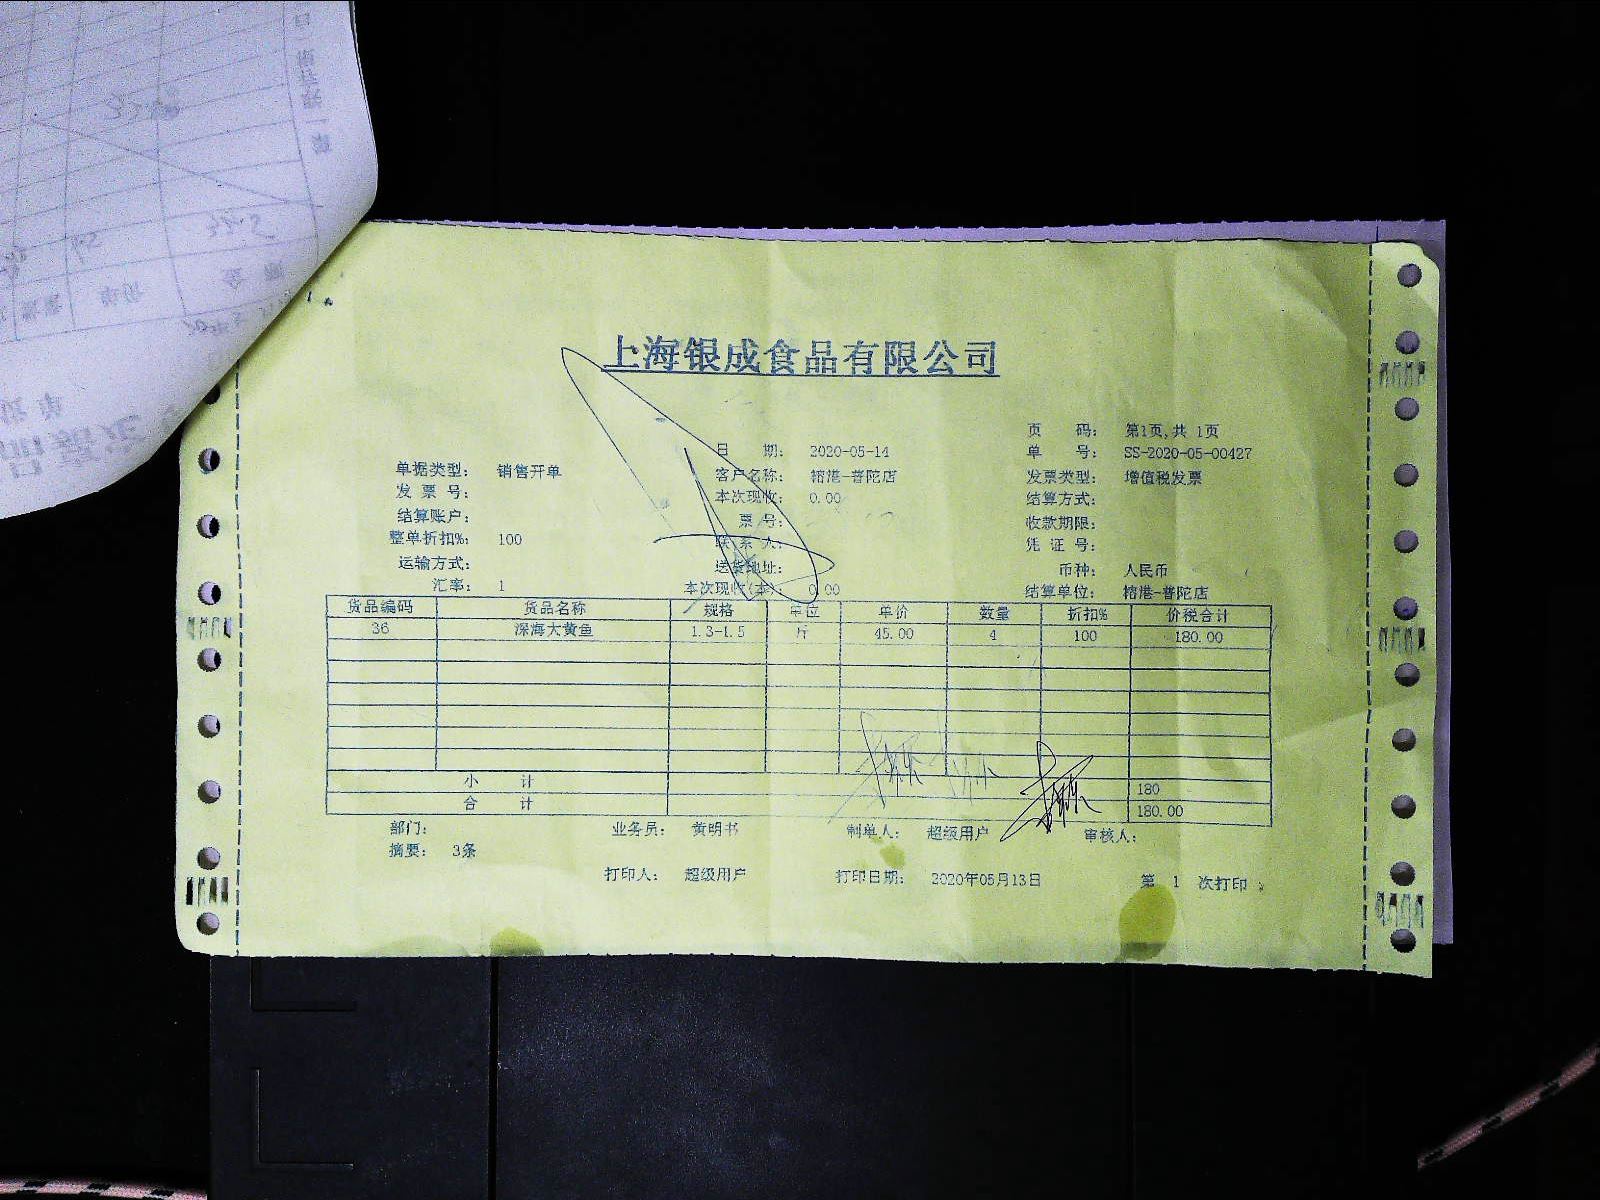 上海银成食品有限公司
页 码: 第1页,共 1页
日 期: 2020-05-14 单 号: SS-2020-05-00427
单据类型: 销售开单 客户名称: 榕港-普陀店 发票类型: 增值税发票
发 票 号: 本次现收: 0.00 结算方式:
结算账户: 票 号: 收款期限:
整单折扣%: 100 联 系 人: 凭 证 号:
运输方式: 送货地址: 币种: 人民币
汇率: 1 本次现收(本): 0.00 结算单位: 榕港-普陀店
货品编码 货品名称 规格 单位 单价 数量 折扣% 价税合计
36 深海大黄鱼 1.3-1.5 斤 45.00 4 100 180.00
小 计 180
合 计 180.00
部门: 业务员: 黄明书 制单人: 超级用户 审核人:
摘要: 3条
打印人: 超级用户 打印日期: 2020年05月13日 第 1 次打印